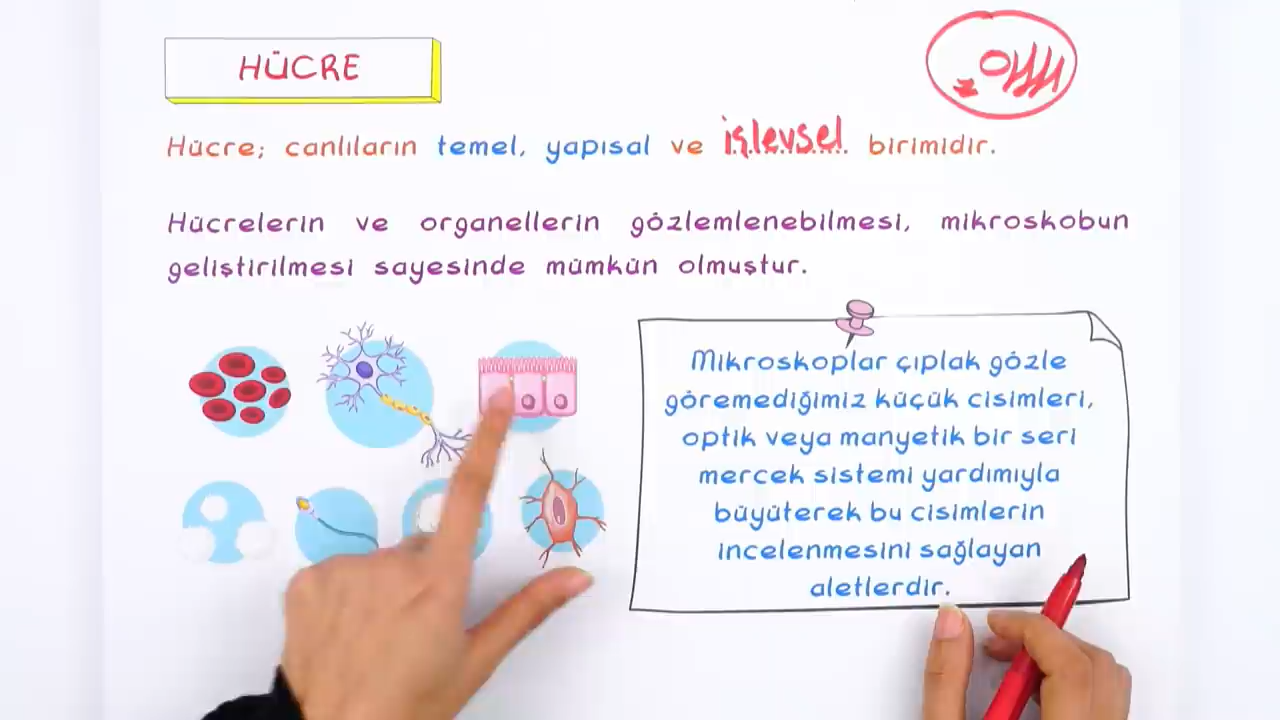 HÜCRE
Hücre; canlıların temel, yapısal ve işlevsel birimidir.
Hücrelerin ve organellerin gözlemlenebilmesi, mikroskobun
geliştirilmesi sayesinde mümkün olmuştur.
Mikroskoplar çıplak gözle
göremediğimiz küçük cisimleri,
optik veya manyetik bir seri
mercek sistemi yardımıyla
büyüterek bu cisimlerin
incelenmesini sağlayan
aletlerdir.